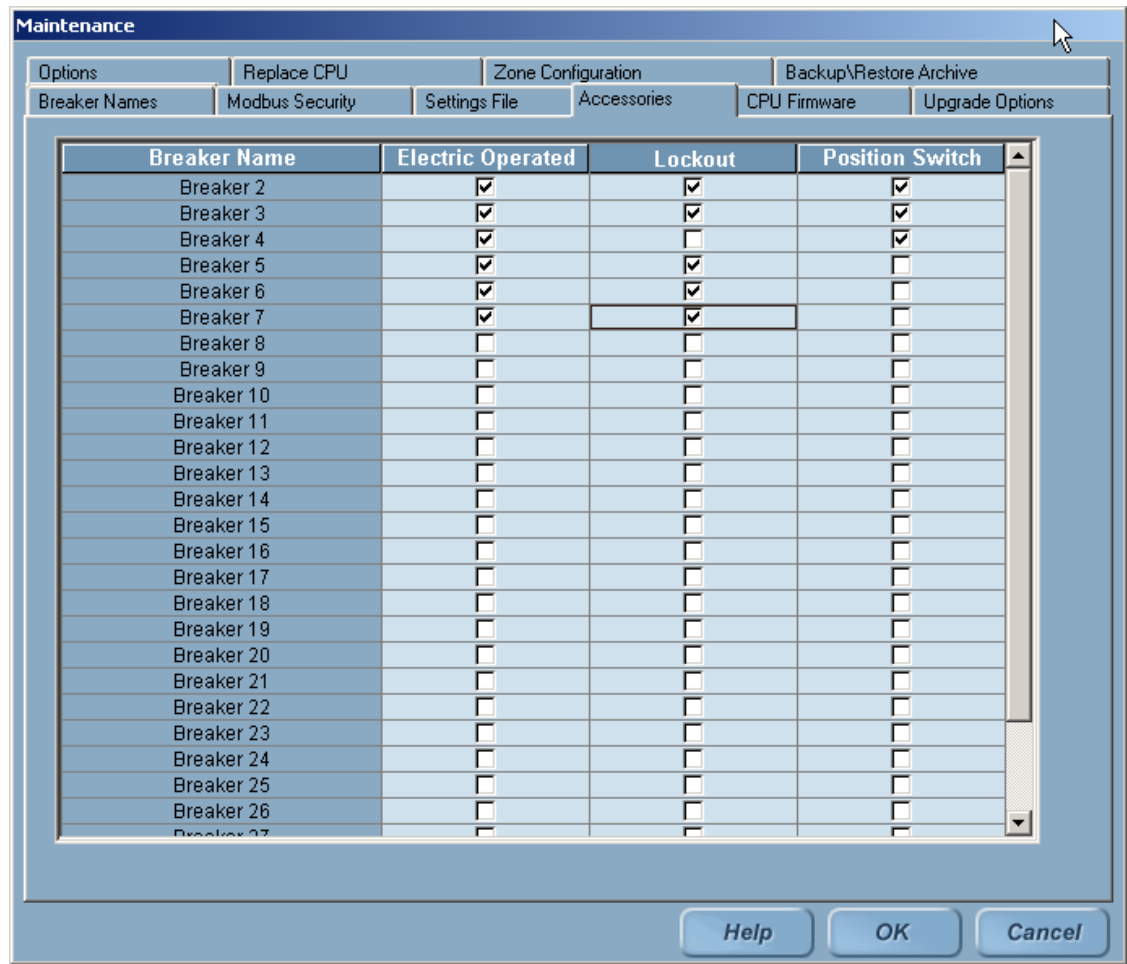 Maintenance
Options Replace CPU Zone Configuration Backup\Restore Archive
Breaker Names Modbus Security Settings File Accessories CPU Firmware Upgrade Options
Breaker Name Electric Operated Lockout Position Switch
Breaker 2
Breaker 3
Breaker 4
Breaker 5
Breaker 6
Breaker 7
Breaker 8
Breaker 9
Breaker 10
Breaker 11
Breaker 12
Breaker 13
Breaker 14
Breaker 15
Breaker 16
Breaker 17
Breaker 18
Breaker 19
Breaker 20
Breaker 21
Breaker 22
Breaker 23
Breaker 24
Breaker 25
Breaker 26
Breaker 27
Help OK Cancel